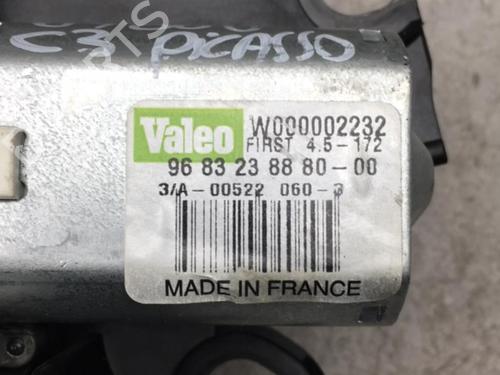 C3 PICASSO
Valeo W000002232
FIRST 4.5-172
96 83 23 88 80-00
3/A-00522 060-3
MADE IN FRANCE